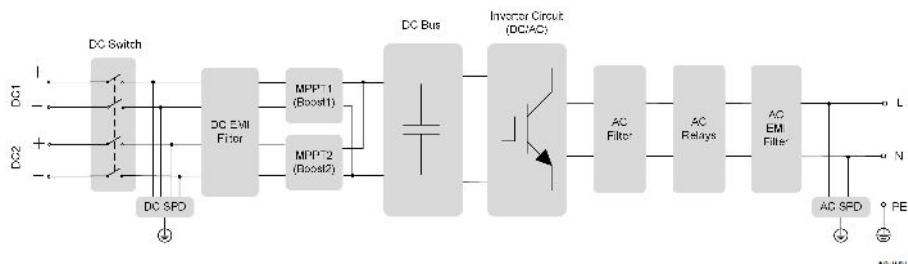 DC Switch
DC Bus
Inverter Circuit
(DC/AC)
DC1
DC2
+
DC EMI
Filter
MPPT1
(Boost1)
MPPT2
(Boost2)
AC
Filter
AC
Relays
AC
EMI
Filter
L
N
PE
DC SPD
AC SPD